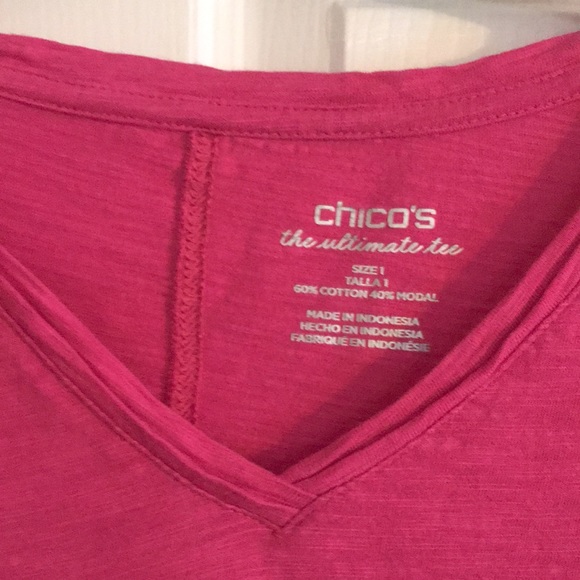 chico's
the ultimate tee
SIZE 1
TALLA 1
60% COTTON 40% MODAL
MADE IN INDONESIA
HECHO EN INDONESIA
FABRIQUÉ EN INDONÉSIE